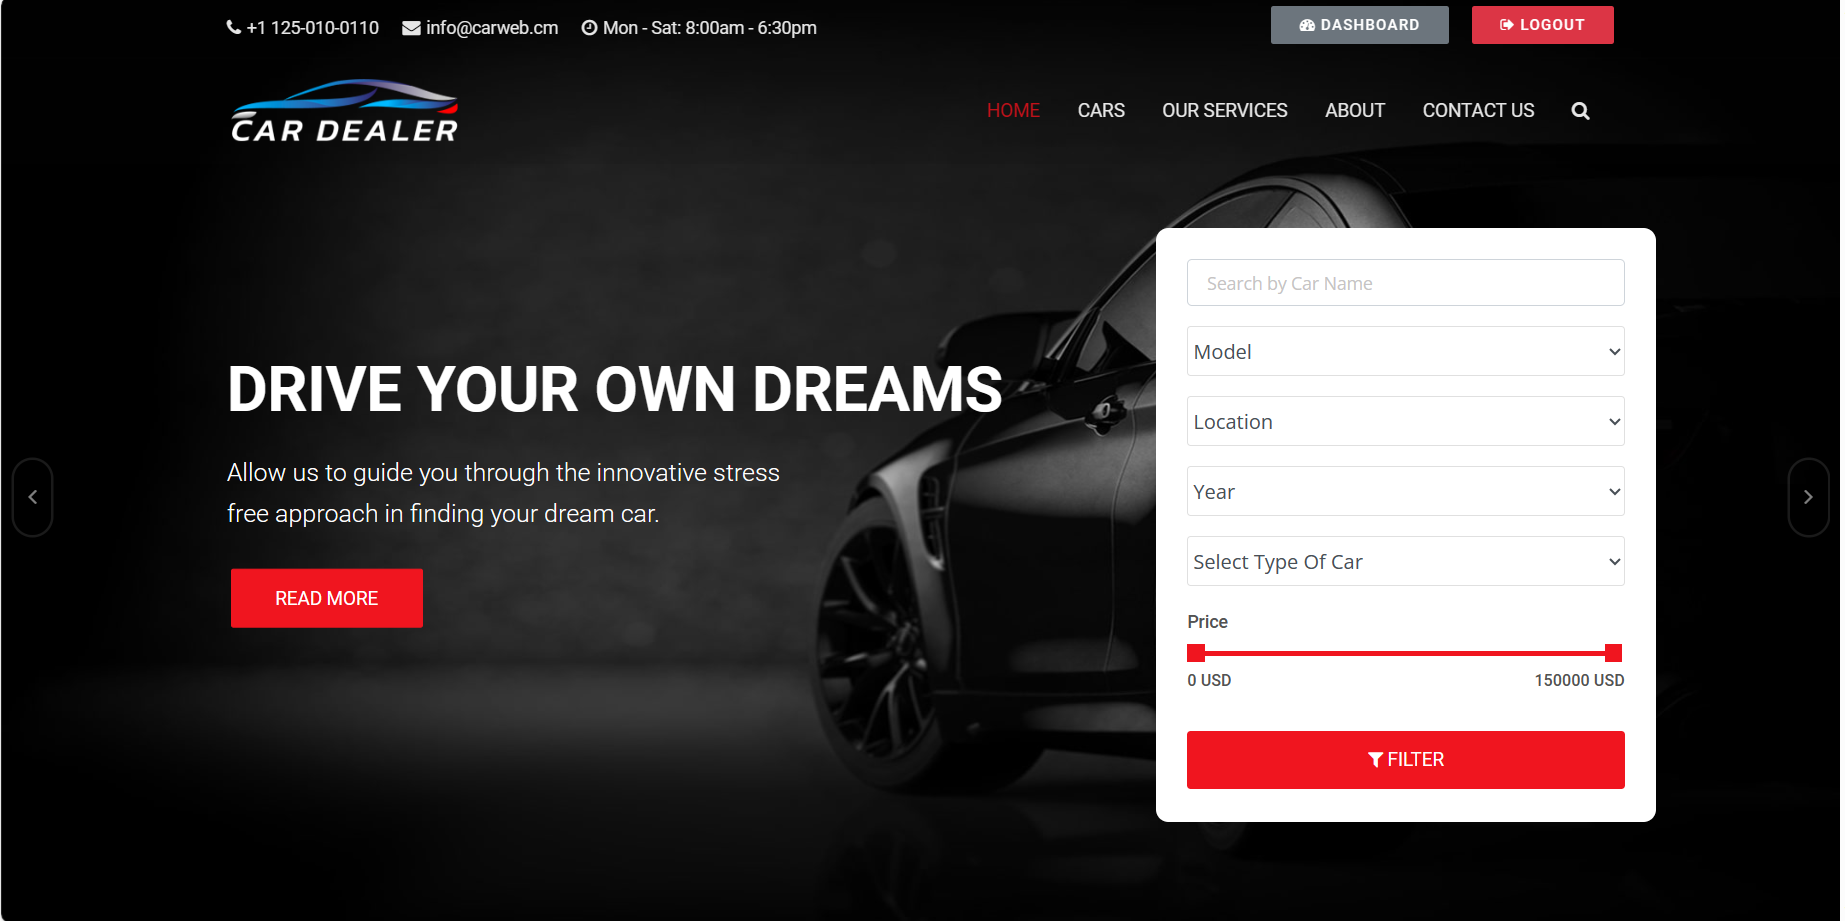 +1 125-010-0110 info@carweb.cm Mon - Sat: 8:00am - 6:30pm DASHBOARD LOGOUT
CAR DEALER
HOME CARS OUR SERVICES ABOUT CONTACT US
DRIVE YOUR OWN DREAMS
Allow us to guide you through the innovative stress
free approach in finding your dream car.
READ MORE
Search by Car Name
Model
Location
Year
Select Type Of Car
Price
0 USD 150000 USD
FILTER